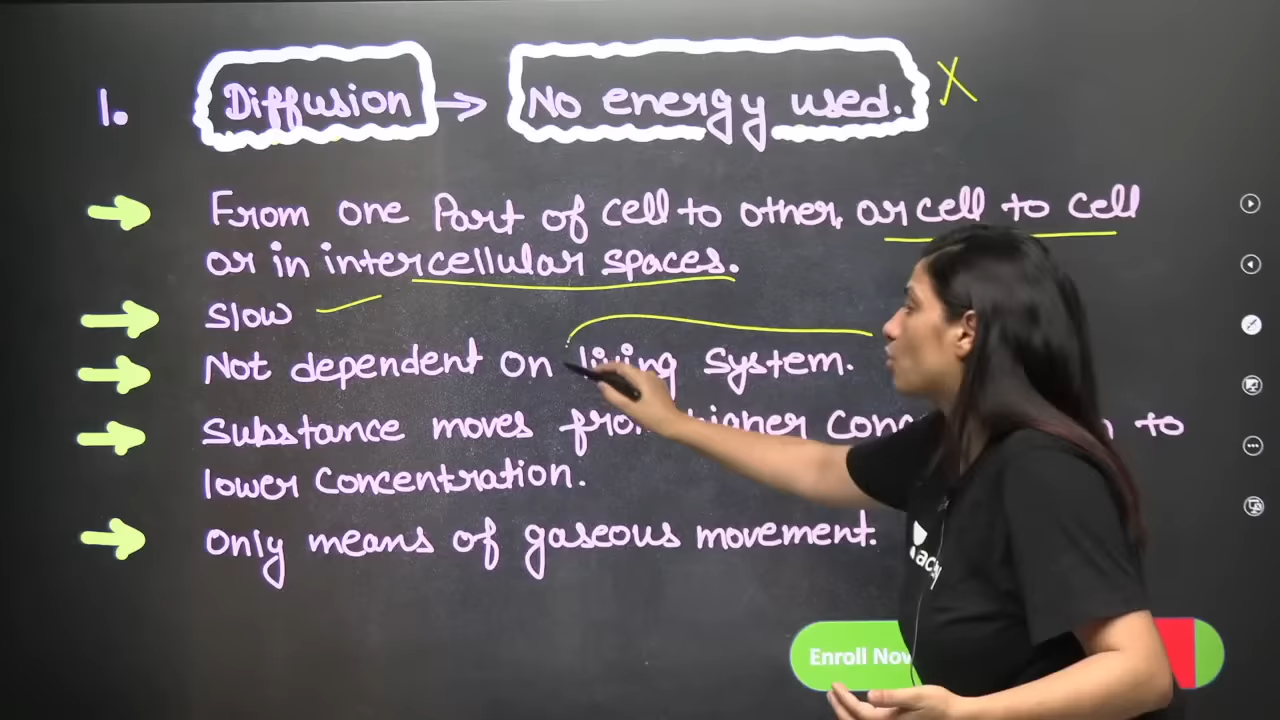 1. Diffusion → No energy used. X
→ From one Part of cell to other, or cell to cell
or in intercellular spaces.
→ Slow
→ Not dependent on living system.
→ Substance moves from higher to
lower concentration.
→ Only means of gaseous movement.
Enroll Now